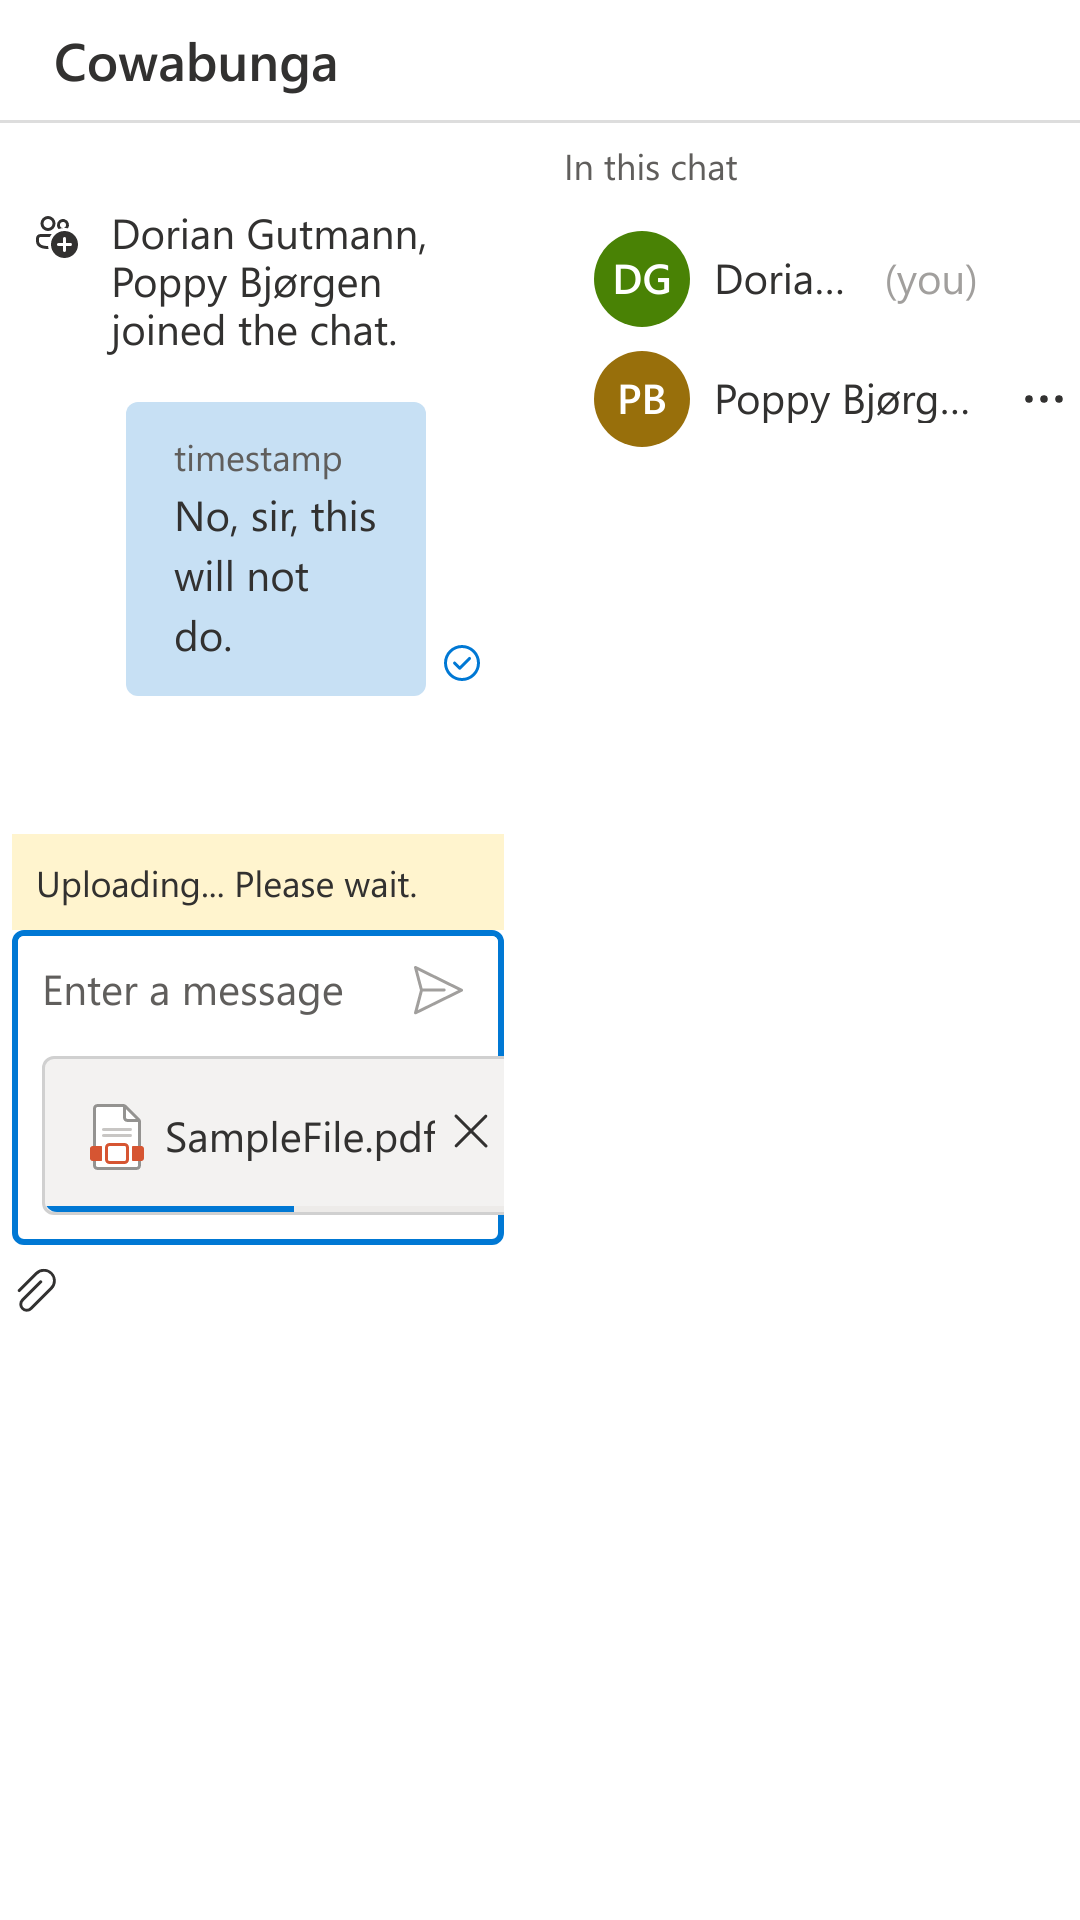 Cowabunga
Dorian Gutmann,
Poppy Bjørgen
joined the chat.
timestamp
No, sir, this
will not
do.
Uploading... Please wait.
Enter a message
SampleFile.pdf
In this chat
DG Doria... (you)
PB Poppy Bjørg...